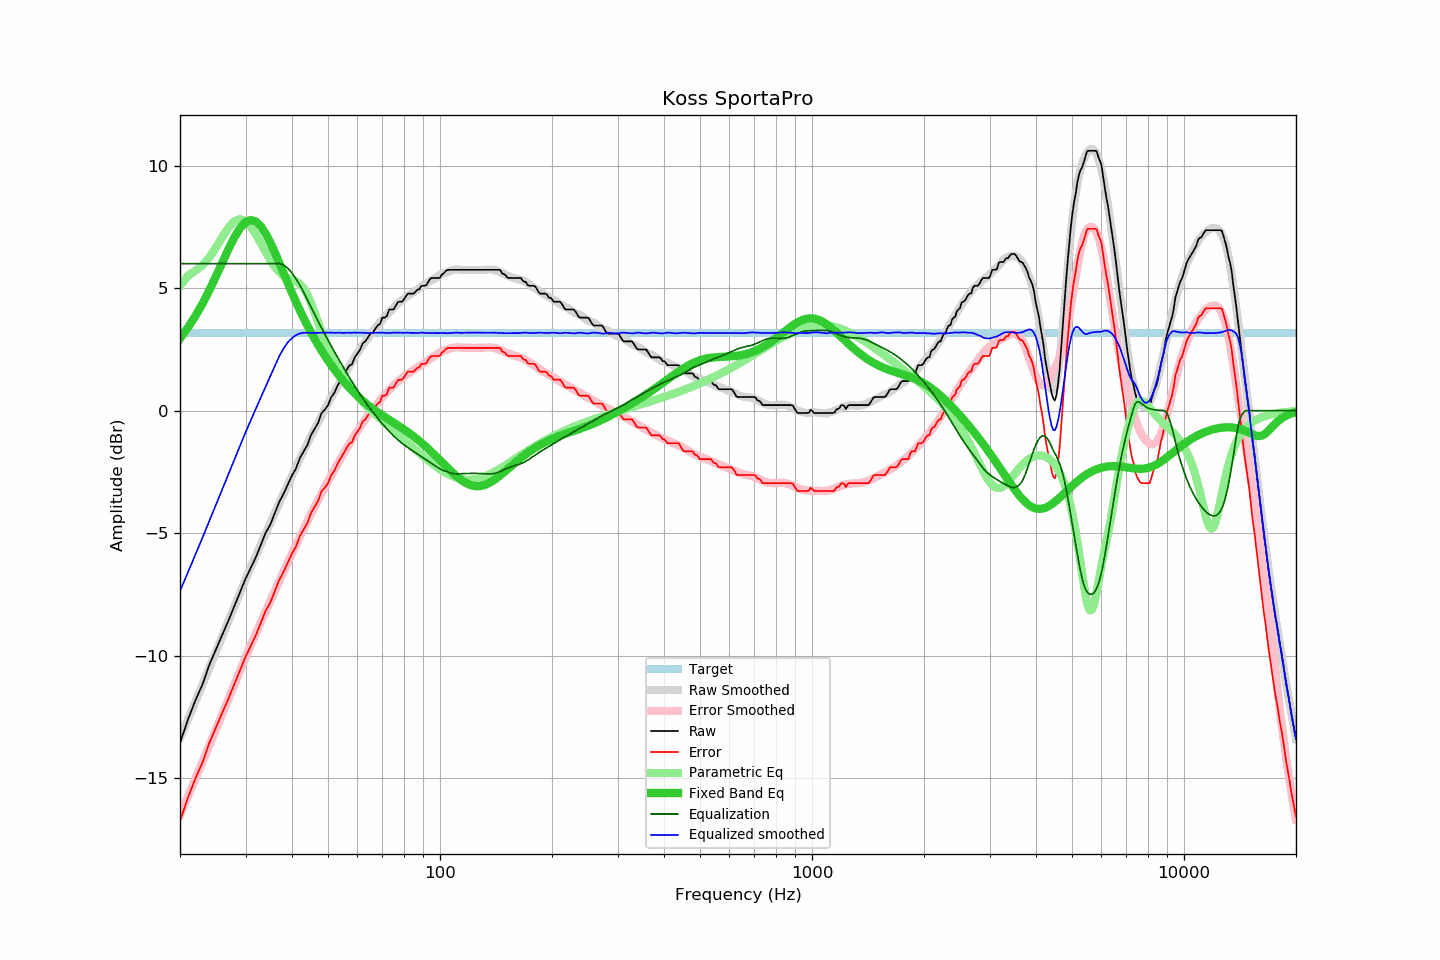 Koss SportaPro
10
5
0
−5
−10
−15
Amplitude (dBr)
Target
Raw Smoothed
Error Smoothed
Raw
Error
Parametric Eq
Fixed Band Eq
Equalization
Equalized smoothed
100 1000 10000
Frequency (Hz)